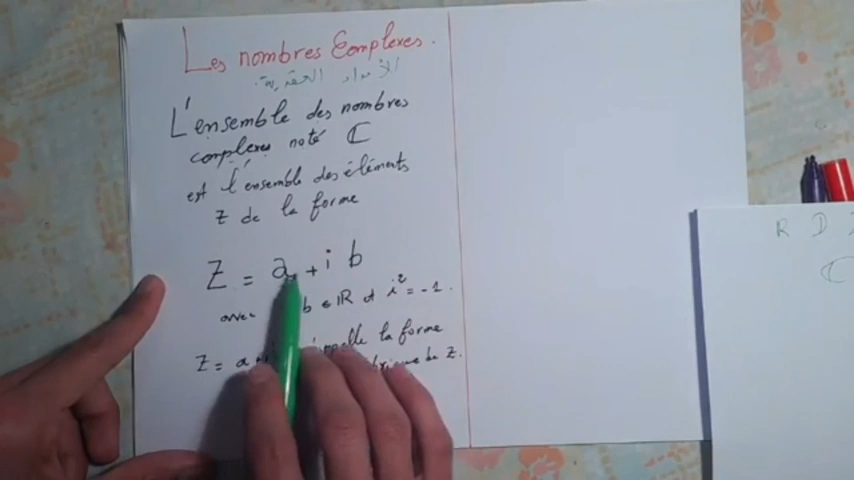 Les nombres Complexes.
الأعداد العقدية.
L'ensemble des nombres
complexes noté ℂ
est l'ensemble des éléments
z de la forme
Z = a + i b
avec b ∈ ℝ et i² = -1.
Z = a la forme
de Z.
R D
C